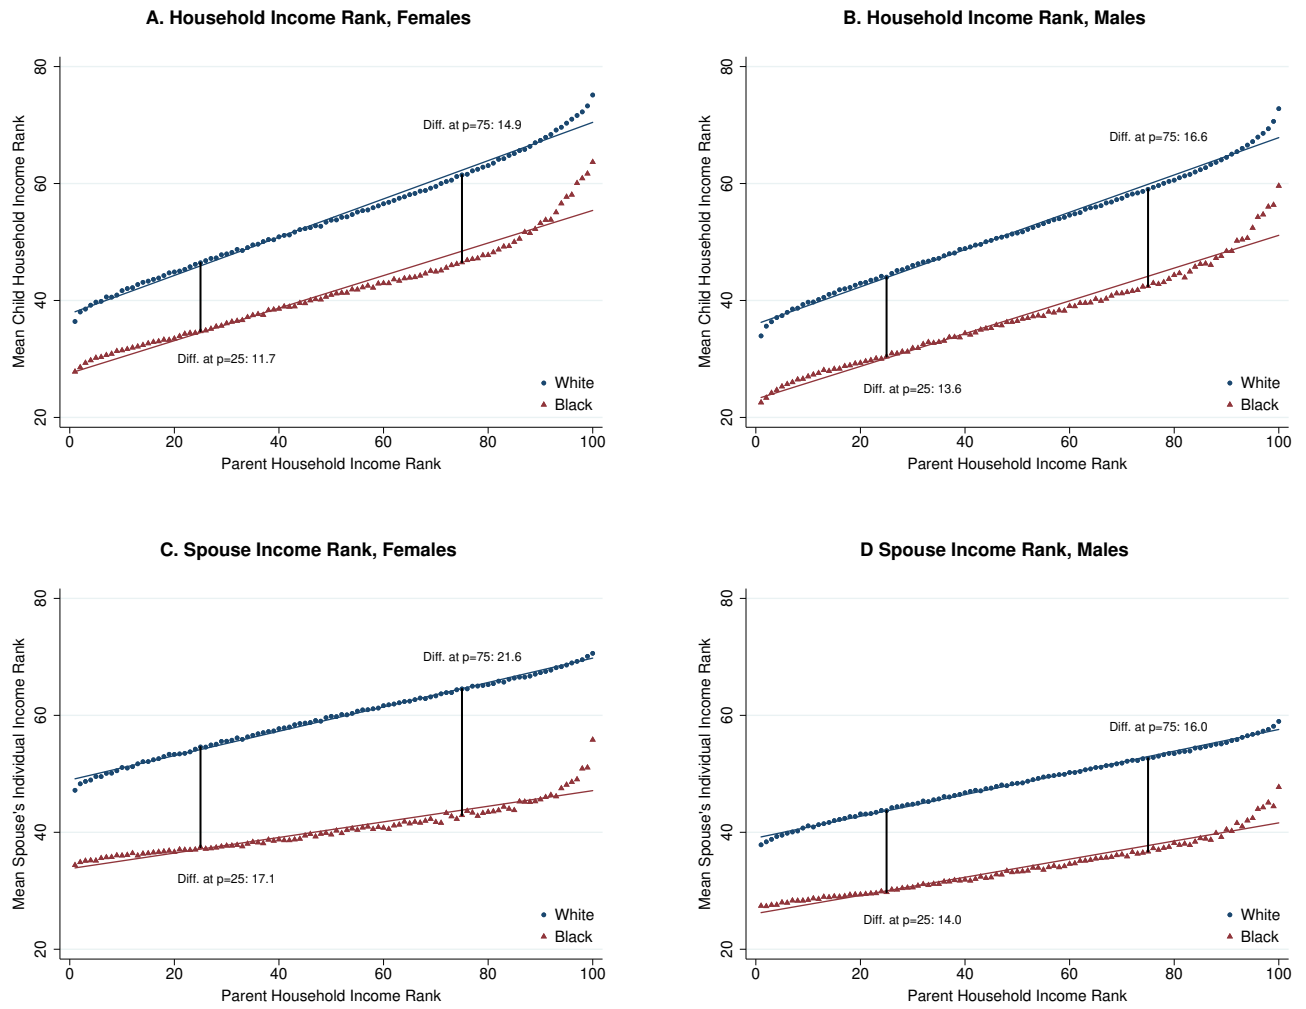 A. Household Income Rank, Females
Mean Child Household Income Rank
80
60
40
20
Diff. at p=75: 14.9
Diff. at p=25: 11.7
White
Black
0 20 40 60 80 100
Parent Household Income Rank
B. Household Income Rank, Males
Mean Child Household Income Rank
80
60
40
20
Diff. at p=75: 16.6
Diff. at p=25: 13.6
White
Black
0 20 40 60 80 100
Parent Household Income Rank
C. Spouse Income Rank, Females
Mean Spouse's Individual Income Rank
80
60
40
20
Diff. at p=75: 21.6
Diff. at p=25: 17.1
White
Black
0 20 40 60 80 100
Parent Household Income Rank
D Spouse Income Rank, Males
Mean Spouse's Individual Income Rank
80
60
40
20
Diff. at p=75: 16.0
Diff. at p=25: 14.0
White
Black
0 20 40 60 80 100
Parent Household Income Rank